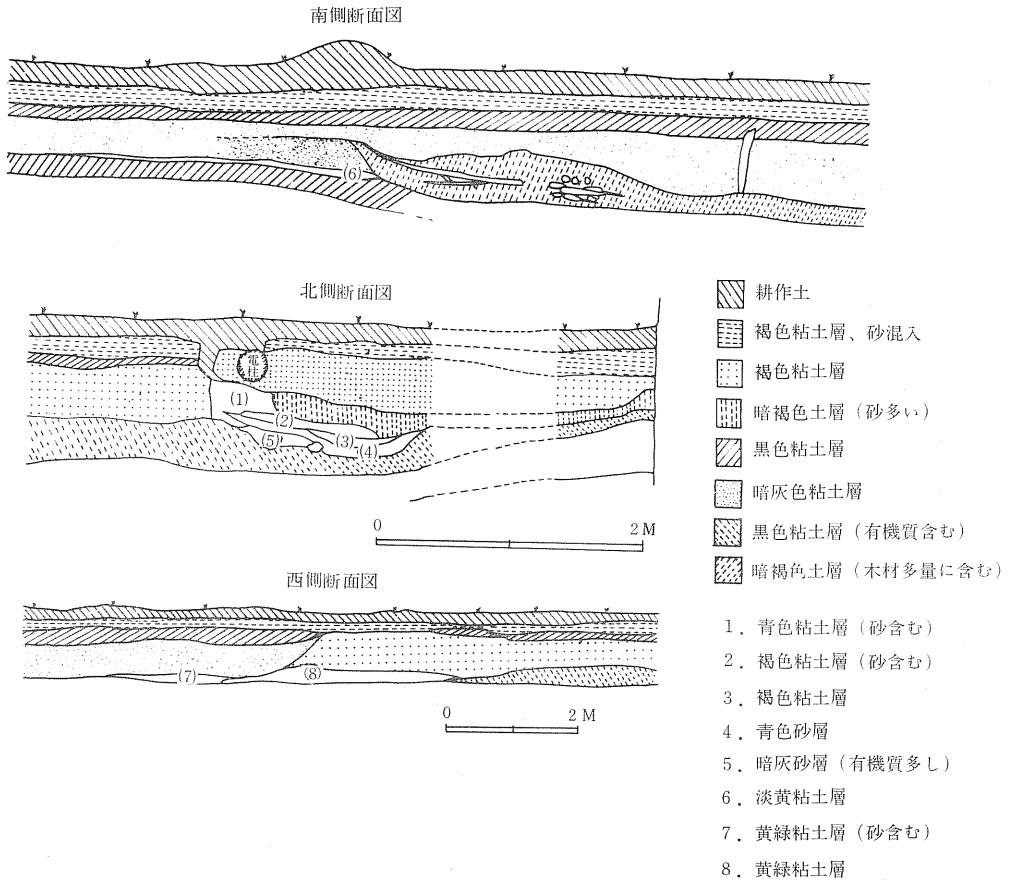 南側断面図
(6)
北側断面図
電柱
(1)
(2)
(3)
(4)
(5)
0 2M
西側断面図
(7)
(8)
0 2M
耕作土
褐色粘土層、砂混入
褐色粘土層
暗褐色土層（砂多い）
黒色粘土層
暗灰色粘土層
黒色粘土層（有機質含む）
暗褐色土層（木材多量に含む）
1．青色粘土層（砂含む）
2．褐色粘土層（砂含む）
3．褐色粘土層
4．青色砂層
5．暗灰砂層（有機質多し）
6．淡黄粘土層
7．黄緑粘土層（砂含む）
8．黄緑粘土層